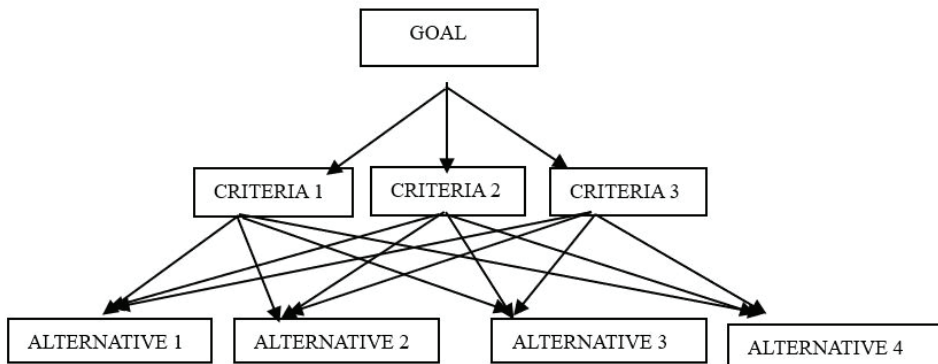 GOAL
CRITERIA 1
CRITERIA 2
CRITERIA 3
ALTERNATIVE 1
ALTERNATIVE 2
ALTERNATIVE 3
ALTERNATIVE 4